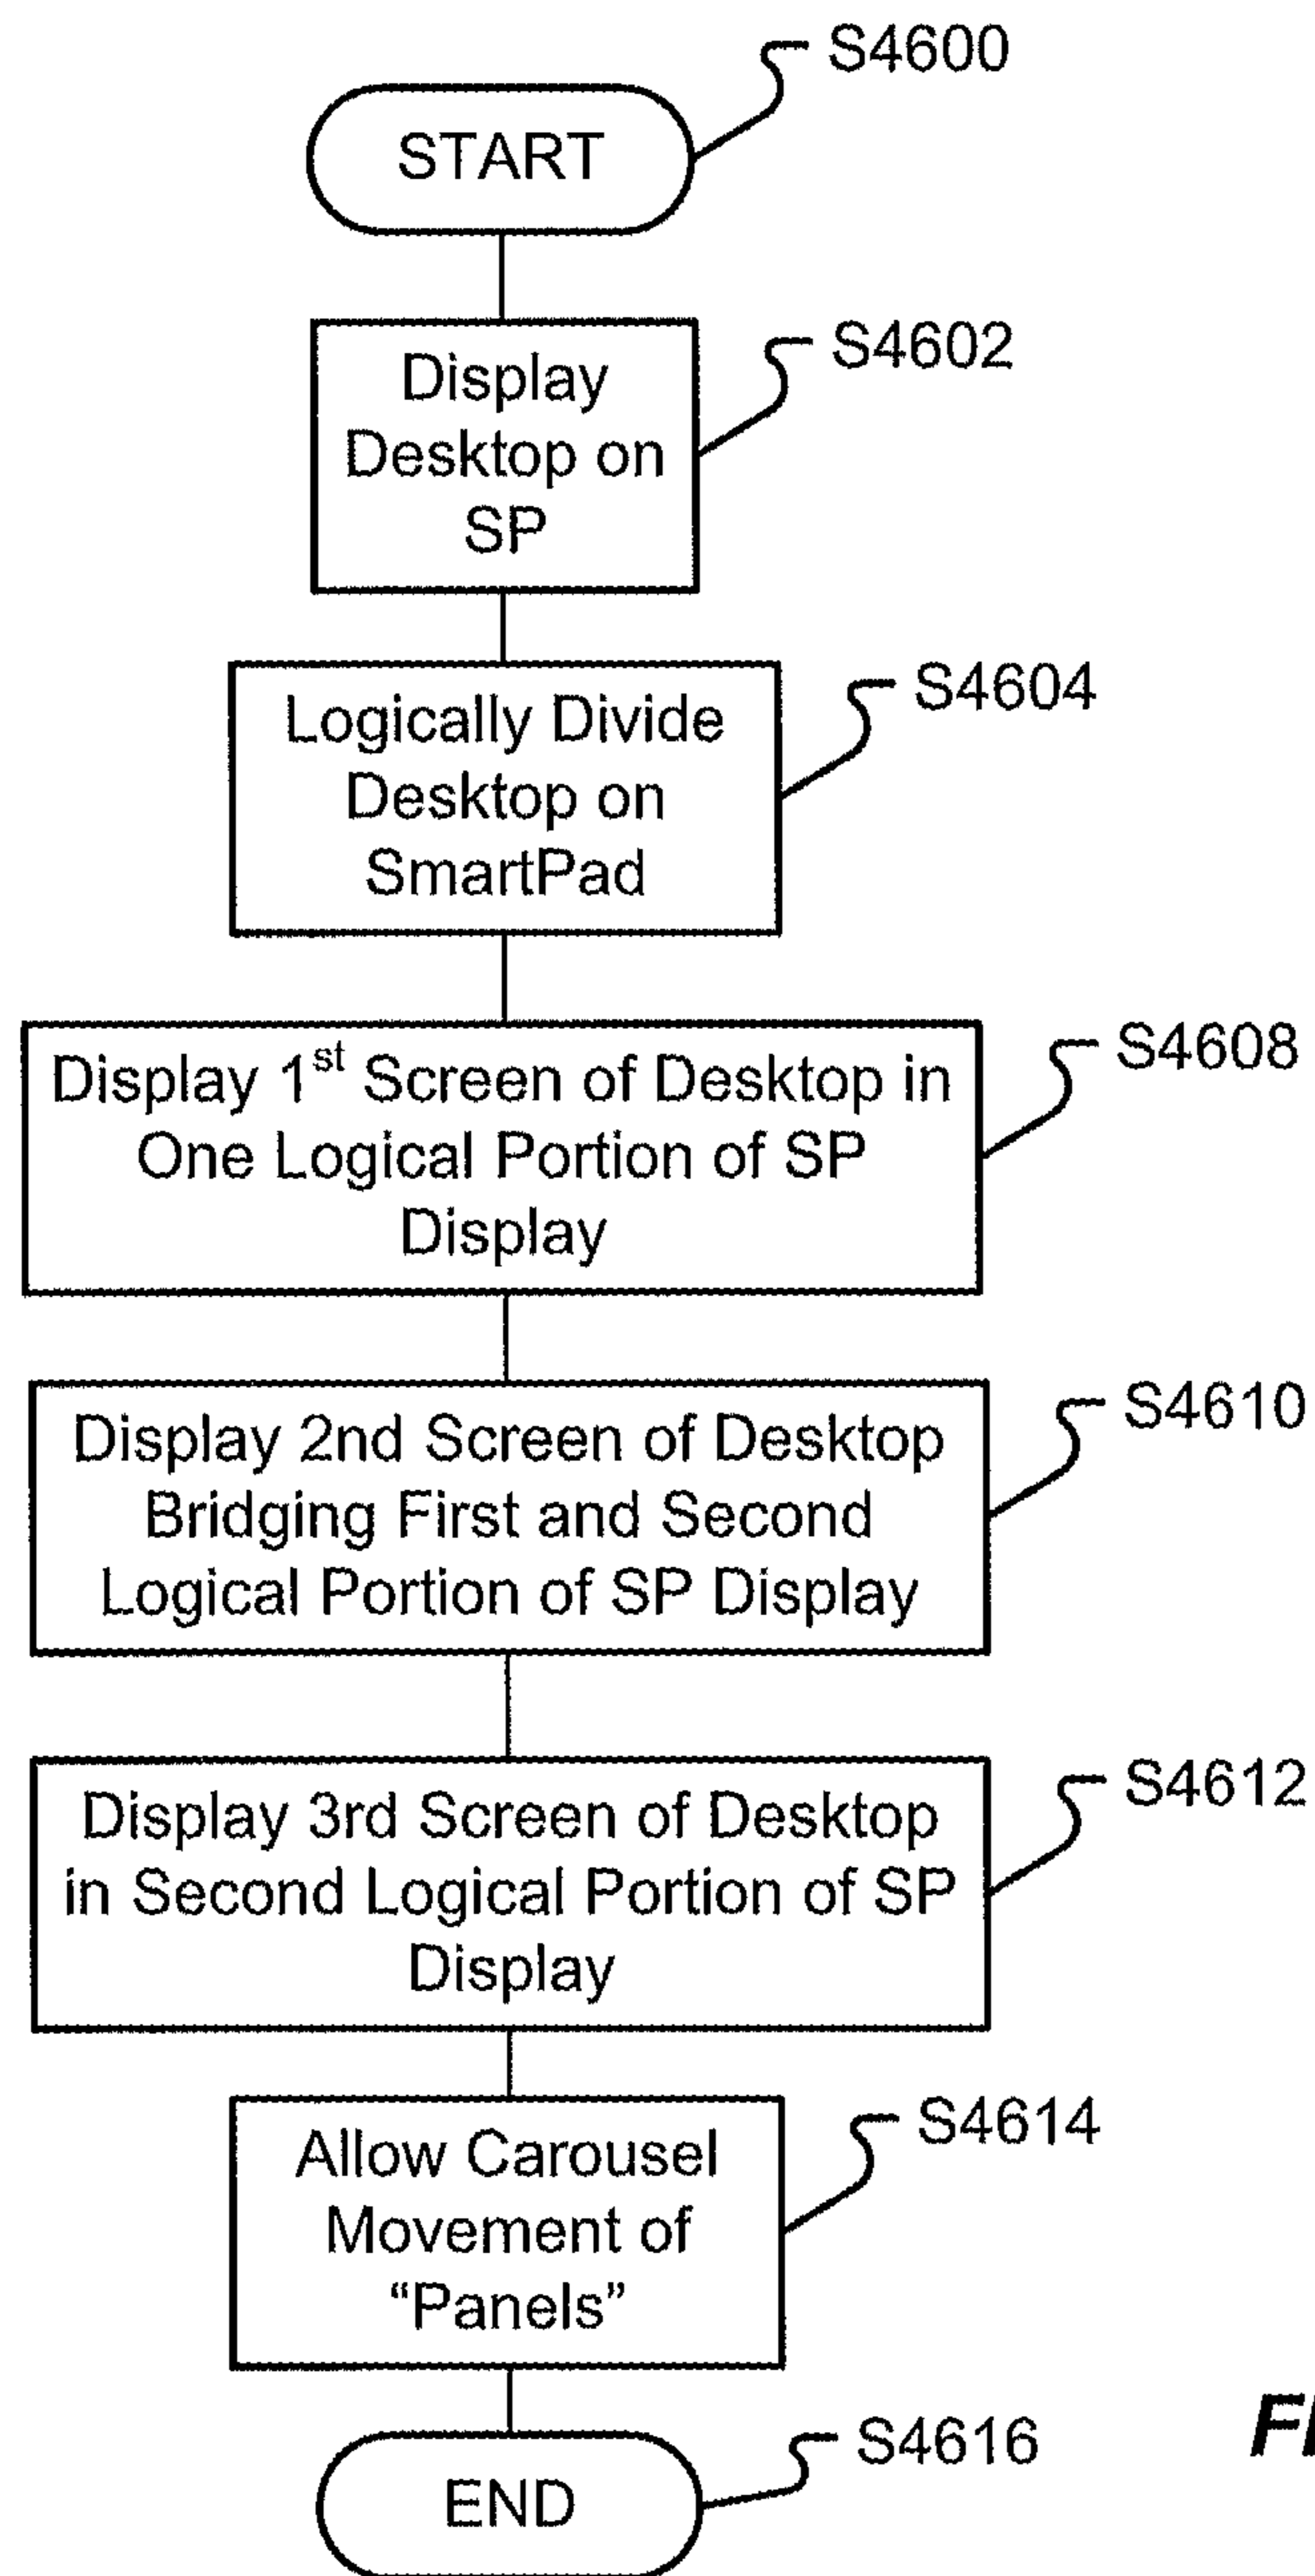 S4600
START
S4602
Display
Desktop on
SP
S4604
Logically Divide
Desktop on
SmartPad
S4608
Display 1st Screen of Desktop in
One Logical Portion of SP
Display
S4610
Display 2nd Screen of Desktop
Bridging First and Second
Logical Portion of SP Display
S4612
Display 3rd Screen of Desktop
in Second Logical Portion of SP
Display
S4614
Allow Carousel
Movement of
“Panels”
S4616
END